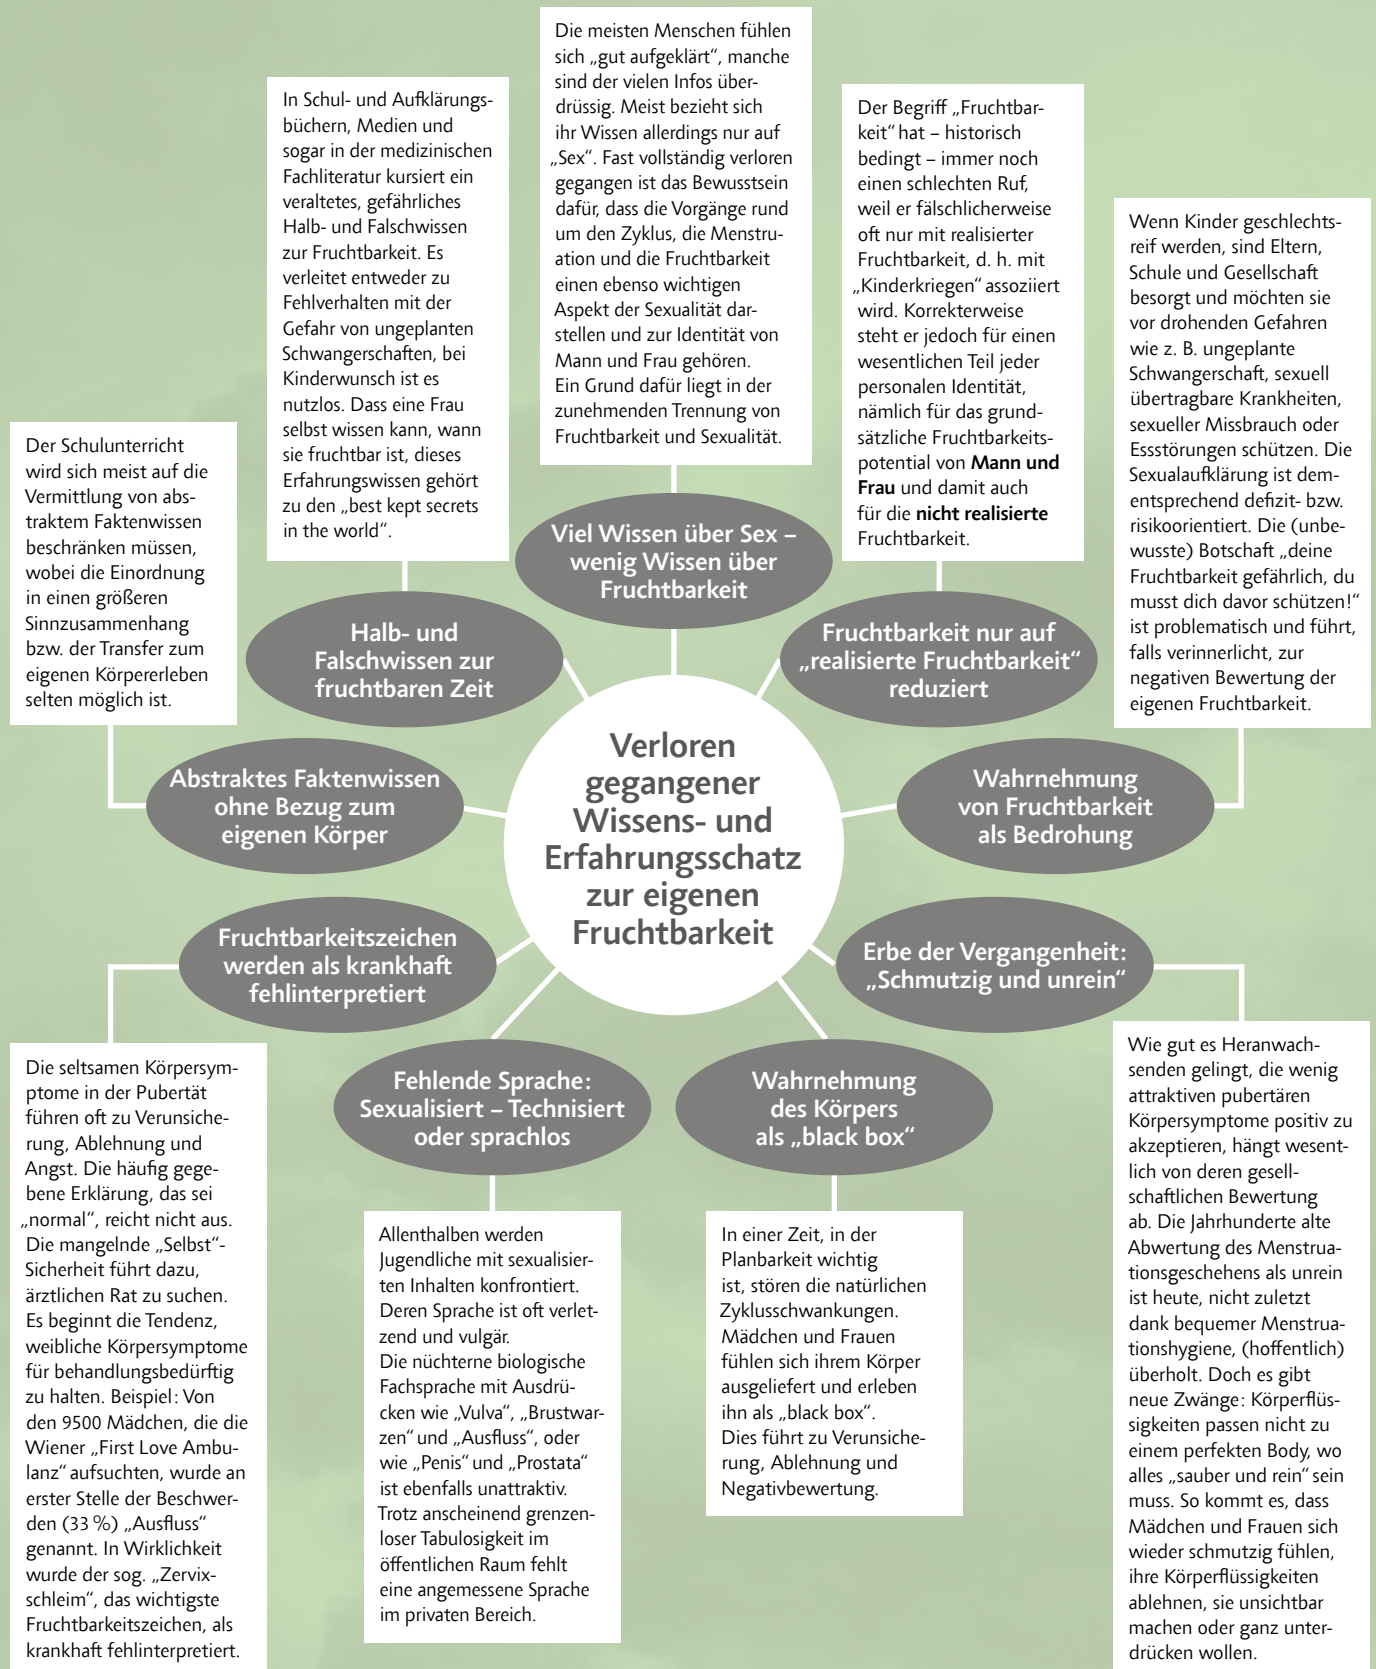 Die meisten Menschen fühlen
sich „gut aufgeklärt“, manche
sind der vielen Infos über-
drüssig. Meist bezieht sich
ihr Wissen allerdings nur auf
„Sex“. Fast vollständig verloren
gegangen ist das Bewusstsein
dafür, dass die Vorgänge rund
um den Zyklus, die Menstru-
ation und die Fruchtbarkeit
einen ebenso wichtigen
Aspekt der Sexualität dar-
stellen und zur Identität von
Mann und Frau gehören.
Ein Grund dafür liegt in der
zunehmenden Trennung von
Fruchtbarkeit und Sexualität.
Viel Wissen über Sex –
wenig Wissen über
Fruchtbarkeit
In Schul- und Aufklärungs-
büchern, Medien und
sogar in der medizinischen
Fachliteratur kursiert ein
veraltetes, gefährliches
Halb- und Falschwissen
zur Fruchtbarkeit. Es
verleitet entweder zu
Fehlverhalten mit der
Gefahr von ungeplanten
Schwangerschaften, bei
Kinderwunsch ist es
nutzlos. Dass eine Frau
selbst wissen kann, wann
sie fruchtbar ist, dieses
Erfahrungswissen gehört
zu den „best kept secrets
in the world“.
Halb- und
Falschwissen zur
fruchtbaren Zeit
Der Begriff „Fruchtbar-
keit“ hat – historisch
bedingt – immer noch
einen schlechten Ruf,
weil er fälschlicherweise
oft nur mit realisierter
Fruchtbarkeit, d. h. mit
„Kinderkriegen“ assoziiert
wird. Korrekterweise
steht er jedoch für einen
wesentlichen Teil jeder
personalen Identität,
nämlich für das grund-
sätzliche Fruchtbarkeits-
potential von Mann und
Frau und damit auch
für die nicht realisierte
Fruchtbarkeit.
Fruchtbarkeit nur auf
„realisierte Fruchtbarkeit“
reduziert
Wenn Kinder geschlechts-
reif werden, sind Eltern,
Schule und Gesellschaft
besorgt und möchten sie
vor drohenden Gefahren
wie z. B. ungeplante
Schwangerschaft, sexuell
übertragbare Krankheiten,
sexueller Missbrauch oder
Essstörungen schützen. Die
Sexualaufklärung ist dem-
entsprechend defizit- bzw.
risikoorientiert. Die (unbe-
wusste) Botschaft „deine
Fruchtbarkeit gefährlich, du
musst dich davor schützen!“
ist problematisch und führt,
falls verinnerlicht, zur
negativen Bewertung der
eigenen Fruchtbarkeit.
Wahrnehmung
von Fruchtbarkeit
als Bedrohung
Der Schulunterricht
wird sich meist auf die
Vermittlung von abs-
traktem Faktenwissen
beschränken müssen,
wobei die Einordnung
in einen größeren
Sinnzusammenhang
bzw. der Transfer zum
eigenen Körpererleben
selten möglich ist.
Abstraktes Faktenwissen
ohne Bezug zum
eigenen Körper
Verloren
gegangener
Wissens- und
Erfahrungsschatz
zur eigenen
Fruchtbarkeit
Fruchtbarkeitszeichen
werden als krankhaft
fehlinterpretiert
Die seltsamen Körpersym-
ptome in der Pubertät
führen oft zu Verunsiche-
rung, Ablehnung und
Angst. Die häufig gege-
bene Erklärung, das sei
„normal“, reicht nicht aus.
Die mangelnde „Selbst“-
Sicherheit führt dazu,
ärztlichen Rat zu suchen.
Es beginnt die Tendenz,
weibliche Körpersymptome
für behandlungsbedürftig
zu halten. Beispiel: Von
den 9500 Mädchen, die die
Wiener „First Love Ambu-
lanz“ aufsuchten, wurde an
erster Stelle der Beschwer-
den (33 %) „Ausfluss“
genannt. In Wirklichkeit
wurde der sog. „Zervix-
schleim“, das wichtigste
Fruchtbarkeitszeichen, als
krankhaft fehlinterpretiert.
Fehlende Sprache:
Sexualisiert – Technisiert
oder sprachlos
Allenthalben werden
Jugendliche mit sexualisier-
ten Inhalten konfrontiert.
Deren Sprache ist oft verlet-
zend und vulgär.
Die nüchterne biologische
Fachsprache mit Ausdrü-
cken wie „Vulva“, „Brustwar-
zen“ und „Ausfluss“, oder
wie „Penis“ und „Prostata“
ist ebenfalls unattraktiv.
Trotz anscheinend grenzen-
loser Tabulosigkeit im
öffentlichen Raum fehlt
eine angemessene Sprache
im privaten Bereich.
Wahrnehmung
des Körpers
als „black box“
In einer Zeit, in der
Planbarkeit wichtig
ist, stören die natürlichen
Zyklusschwankungen.
Mädchen und Frauen
fühlen sich ihrem Körper
ausgeliefert und erleben
ihn als „black box“.
Dies führt zu Verunsiche-
rung, Ablehnung und
Negativbewertung.
Erbe der Vergangenheit:
„Schmutzig und unrein“
Wie gut es Heranwach-
senden gelingt, die wenig
attraktiven pubertären
Körpersymptome positiv zu
akzeptieren, hängt wesent-
lich von deren gesell-
schaftlichen Bewertung
ab. Die Jahrhunderte alte
Abwertung des Menstrua-
tionsgeschehens als unrein
ist heute, nicht zuletzt
dank bequemer Menstrua-
tionshygiene, (hoffentlich)
überholt. Doch es gibt
neue Zwänge: Körperflüs-
sigkeiten passen nicht zu
einem perfekten Body, wo
alles „sauber und rein“ sein
muss. So kommt es, dass
Mädchen und Frauen sich
wieder schmutzig fühlen,
ihre Körperflüssigkeiten
ablehnen, sie unsichtbar
machen oder ganz unter-
drücken wollen.